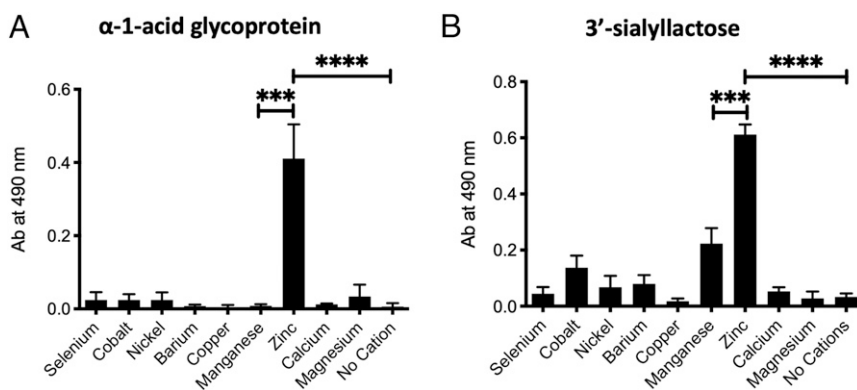 A
α-1-acid glycoprotein
****
***
0.6
0.4
0.2
0.0
Ab at 490 nm
Selenium
Cobalt
Nickel
Barium
Copper
Manganese
Zinc
Calcium
Magnesium
No Cation
B
3’-sialyllactose
****
***
0.8
0.6
0.4
0.2
0.0
Ab at 490 nm
Selenium
Cobalt
Nickel
Barium
Copper
Manganese
Zinc
Calcium
Magnesium
No Cations